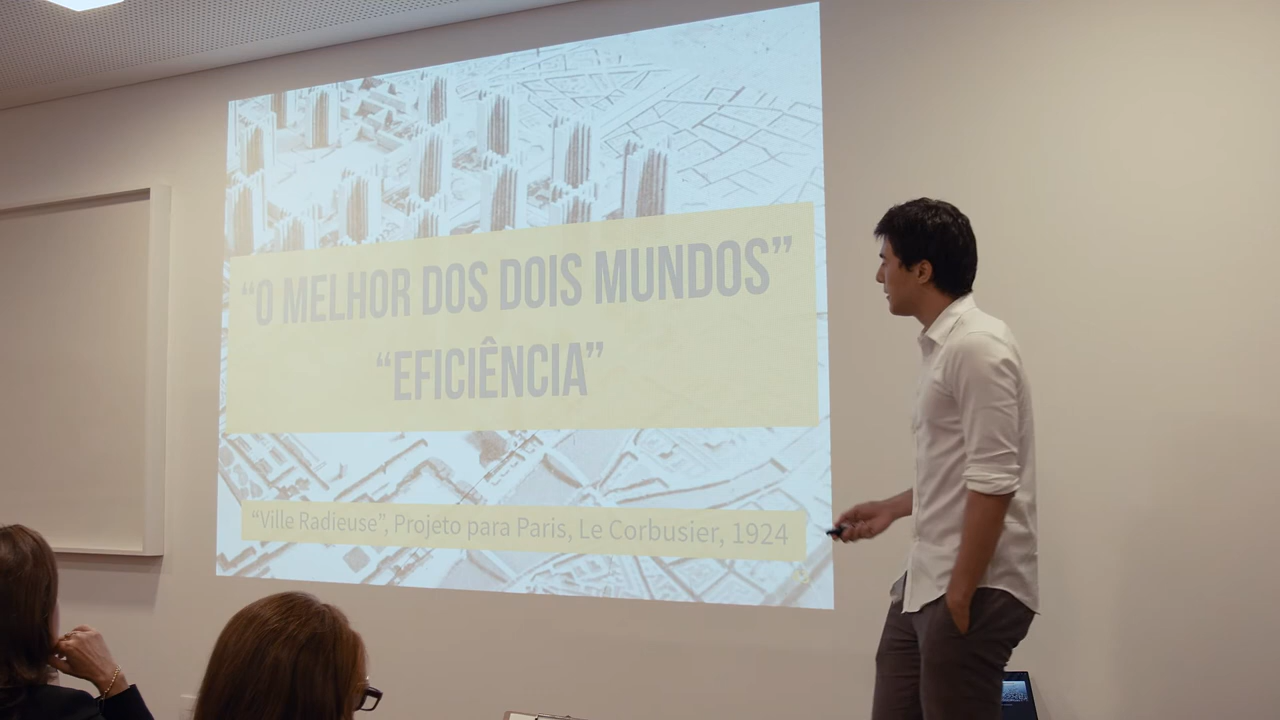 “O MELHOR DOS DOIS MUNDOS”
“EFICIÊNCIA”
“Ville Radieuse”, Projeto para Paris, Le Corbusier, 1924